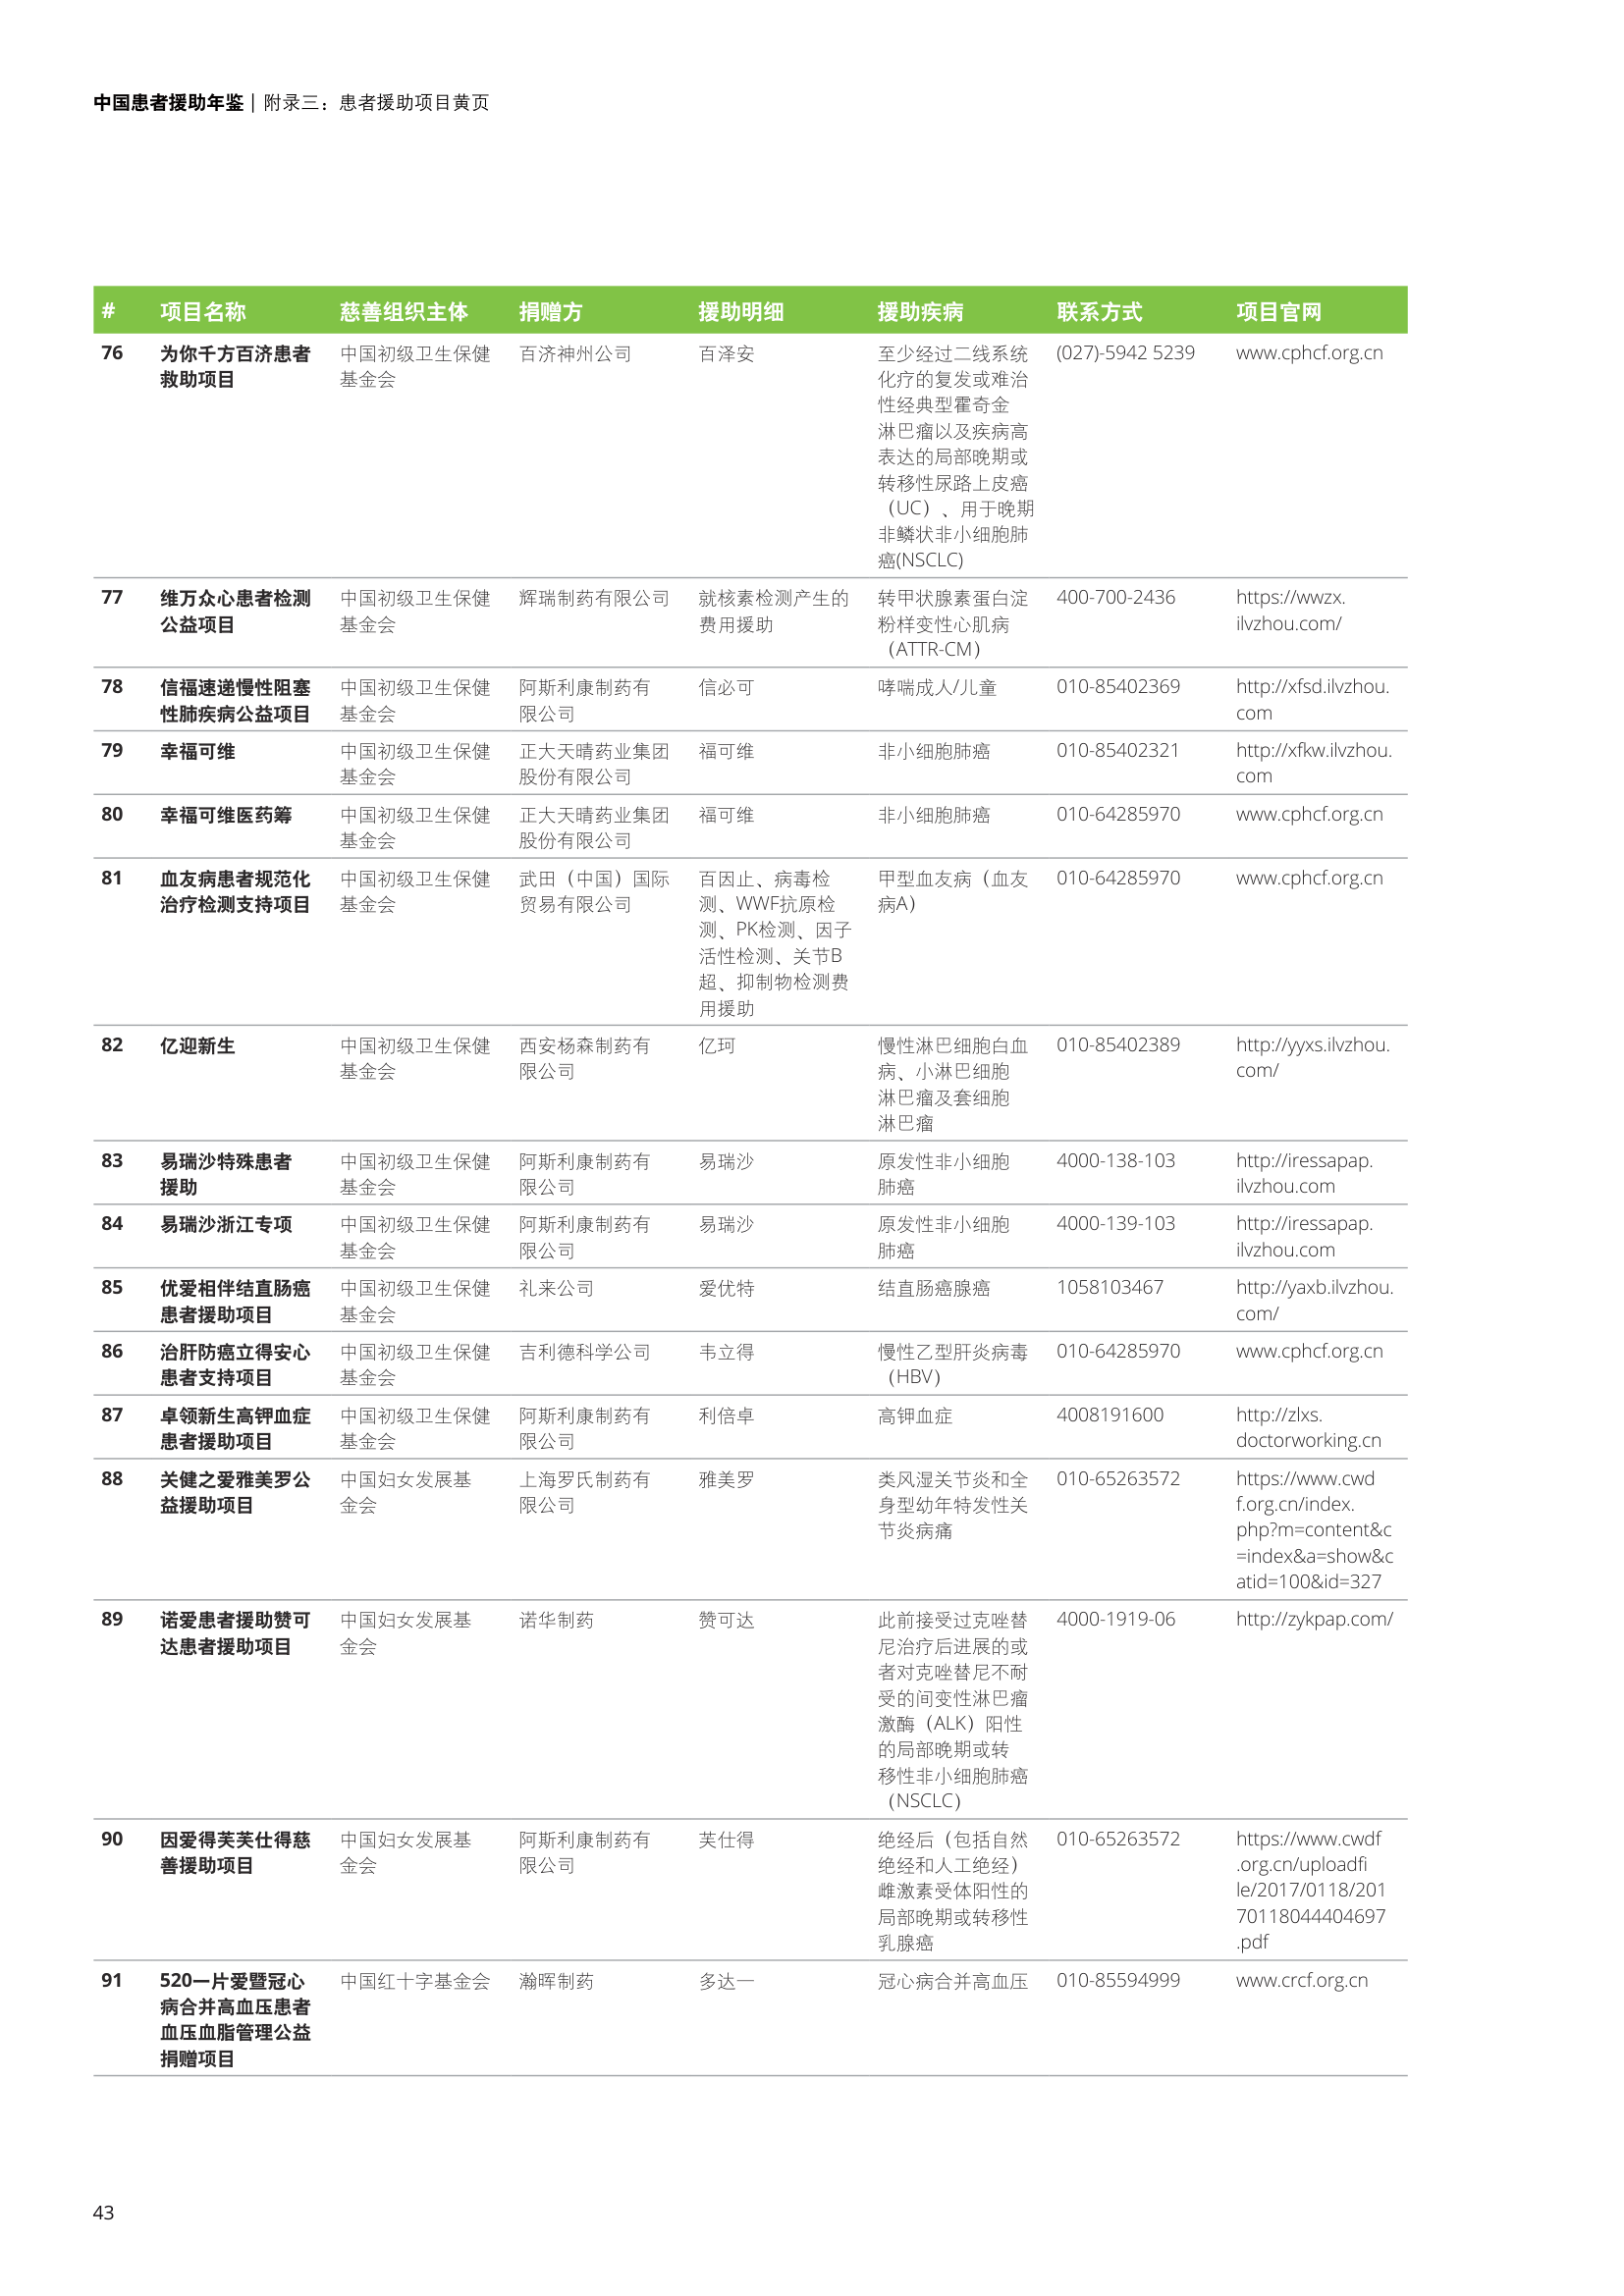 中国患者援助年鉴 | 附录三：患者援助项目黄页
# 项目名称 慈善组织主体 捐赠方 援助明细 援助疾病 联系方式 项目官网
76 为你千方百济患者 中国初级卫生保健 百济神州公司 百泽安 至少经过二线系统 (027)-5942 5239 www.cphcf.org.cn
救助项目 基金会 化疗的复发或难治
性经典型霍奇金
淋巴瘤以及疾病高
表达的局部晚期或
转移性尿路上皮癌
（UC）、用于晚期
非鳞状非小细胞肺
癌(NSCLC)
77 维万众心患者检测 中国初级卫生保健 辉瑞制药有限公司 就核素检测产生的 转甲状腺素蛋白淀 400-700-2436 https://wwzx.
公益项目 基金会 费用援助 粉样变性心肌病 ilvzhou.com/
（ATTR-CM）
78 信福速递慢性阻塞 中国初级卫生保健 阿斯利康制药有 信必可 哮喘成人/儿童 010-85402369 http://xfsd.ilvzhou.
性肺疾病公益项目 基金会 限公司 com
79 幸福可维 中国初级卫生保健 正大天晴药业集团 福可维 非小细胞肺癌 010-85402321 http://xfkw.ilvzhou.
基金会 股份有限公司 com
80 幸福可维医药筹 中国初级卫生保健 正大天晴药业集团 福可维 非小细胞肺癌 010-64285970 www.cphcf.org.cn
基金会 股份有限公司
81 血友病患者规范化 中国初级卫生保健 武田（中国）国际 百因止、病毒检 甲型血友病（血友 010-64285970 www.cphcf.org.cn
治疗检测支持项目 基金会 贸易有限公司 测、WWF抗原检 病A）
测、PK检测、因子
活性检测、关节B
超、抑制物检测费
用援助
82 亿迎新生 中国初级卫生保健 西安杨森制药有 亿珂 慢性淋巴细胞白血 010-85402389 http://yyxs.ilvzhou.
基金会 限公司 病、小淋巴细胞 com/
淋巴瘤及套细胞
淋巴瘤
83 易瑞沙特殊患者 中国初级卫生保健 阿斯利康制药有 易瑞沙 原发性非小细胞 4000-138-103 http://iressapap.
援助 基金会 限公司 肺癌 ilvzhou.com
84 易瑞沙浙江专项 中国初级卫生保健 阿斯利康制药有 易瑞沙 原发性非小细胞 4000-139-103 http://iressapap.
基金会 限公司 肺癌 ilvzhou.com
85 优爱相伴结直肠癌 中国初级卫生保健 礼来公司 爱优特 结直肠癌腺癌 1058103467 http://yaxb.ilvzhou.
患者援助项目 基金会 com/
86 治肝防癌立得安心 中国初级卫生保健 吉利德科学公司 韦立得 慢性乙型肝炎病毒 010-64285970 www.cphcf.org.cn
患者支持项目 基金会 （HBV）
87 卓领新生高钾血症 中国初级卫生保健 阿斯利康制药有 利倍卓 高钾血症 4008191600 http://zlxs.
患者援助项目 基金会 限公司 doctorworking.cn
88 关健之爱雅美罗公 中国妇女发展基 上海罗氏制药有 雅美罗 类风湿关节炎和全 010-65263572 https://www.cwd
益援助项目 金会 限公司 身型幼年特发性关 f.org.cn/index.
节炎病痛 php?m=content&c
=index&a=show&c
atid=100&id=327
89 诺爱患者援助赞可 中国妇女发展基 诺华制药 赞可达 此前接受过克唑替 4000-1919-06 http://zykpap.com/
达患者援助项目 金会 尼治疗后进展的或
者对克唑替尼不耐
受的间变性淋巴瘤
激酶（ALK）阳性
的局部晚期或转
移性非小细胞肺癌
（NSCLC）
90 因爱得芙芙仕得慈 中国妇女发展基 阿斯利康制药有 芙仕得 绝经后（包括自然 010-65263572 https://www.cwdf
善援助项目 金会 限公司 绝经和人工绝经） .org.cn/uploadfi
雌激素受体阳性的 le/2017/0118/201
局部晚期或转移性 70118044404697
乳腺癌 .pdf
91 520一片爱暨冠心 中国红十字基金会 瀚晖制药 多达一 冠心病合并高血压 010-85594999 www.crcf.org.cn
病合并高血压患者
血压血脂管理公益
捐赠项目
43